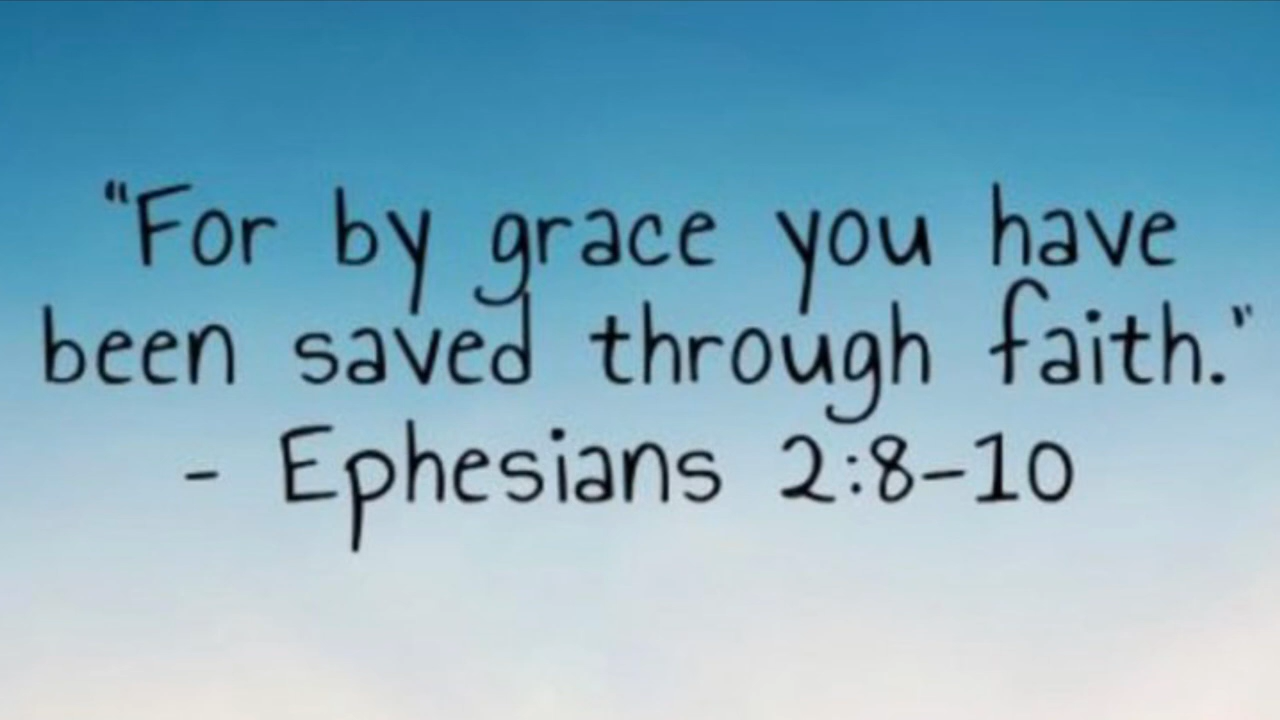 "For by grace you have
been saved through faith."
- Ephesians 2:8-10